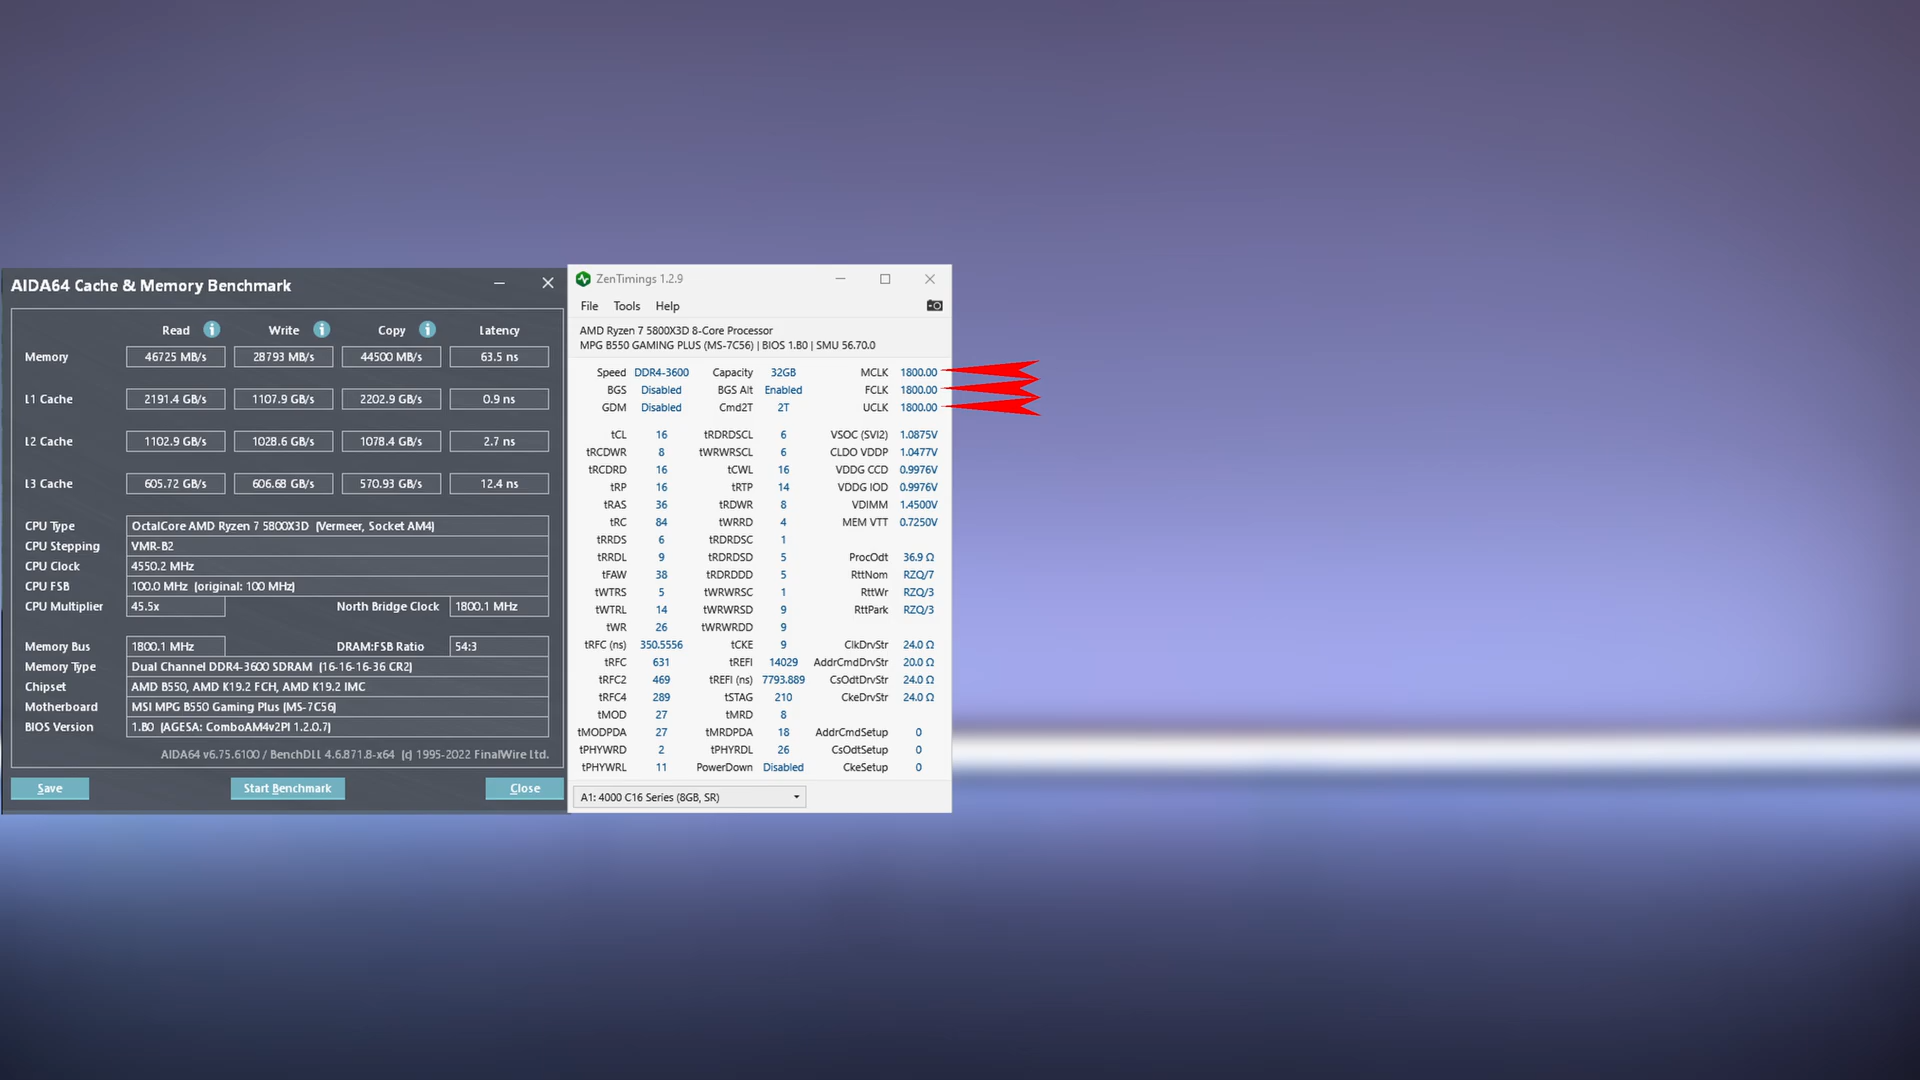 AIDA64 Cache & Memory Benchmark
Read Write Copy Latency
Memory 46725 MB/s 28793 MB/s 44500 MB/s 63.5 ns
L1 Cache 2191.4 GB/s 1107.9 GB/s 2202.9 GB/s 0.9 ns
L2 Cache 1102.9 GB/s 1028.6 GB/s 1078.4 GB/s 2.7 ns
L3 Cache 605.72 GB/s 606.68 GB/s 570.93 GB/s 12.4 ns
CPU Type OctalCore AMD Ryzen 7 5800X3D (Vermeer, Socket AM4)
CPU Stepping VMR-B2
CPU Clock 4550.2 MHz
CPU FSB 100.0 MHz (original: 100 MHz)
CPU Multiplier 45.5x North Bridge Clock 1800.1 MHz
Memory Bus 1800.1 MHz DRAM:FSB Ratio 54:3
Memory Type Dual Channel DDR4-3600 SDRAM (16-16-16-36 CR2)
Chipset AMD B550, AMD K19.2 FCH, AMD K19.2 IMC
Motherboard MSI MPG B550 Gaming Plus (MS-7C56)
BIOS Version 1.B0 (AGESA: ComboAM4v2PI 1.2.0.7)
AIDA64 v6.75.6100 / BenchDLL 4.6.871.8-x64 (c) 1995-2022 FinalWire Ltd.
Save Start Benchmark Close
ZenTimings 1.2.9
File Tools Help
AMD Ryzen 7 5800X3D 8-Core Processor
MPG B550 GAMING PLUS (MS-7C56) | BIOS 1.B0 | SMU 56.70.0
Speed DDR4-3600 Capacity 32GB MCLK 1800.00
BGS Disabled BGS Alt Enabled FCLK 1800.00
GDM Disabled Cmd2T 2T UCLK 1800.00
tCL 16 tRDRDSCL 6 VSOC (SVI2) 1.0875V
tRCDWR 8 tWRWRSCL 6 CLDO VDDP 1.0477V
tRCDRD 16 tCWL 16 VDDG CCD 0.9976V
tRP 16 tRTP 14 VDDG IOD 0.9976V
tRAS 36 tRDWR 8 VDIMM 1.4500V
tRC 84 tWRRD 4 MEM VTT 0.7250V
tRRDS 6 tRDRDSC 1
tRRDL 9 tRDRDSD 5 ProcOdt 36.9 Ω
tFAW 38 tRDRDDD 5 RttNom RZQ/7
tWTRS 5 tWRWRSC 1 RttWr RZQ/3
tWTRL 14 tWRWRSD 9 RttPark RZQ/3
tWR 26 tWRWRDD 9
tRFC (ns) 350.5556 tCKE 9 ClkDrvStr 24.0 Ω
tRFC 631 tREFI 14029 AddrCmdDrvStr 20.0 Ω
tRFC2 469 tREFI (ns) 7793.889 CsOdtDrvStr 24.0 Ω
tRFC4 289 tSTAG 210 CkeDrvStr 24.0 Ω
tMOD 27 tMRD 8
tMODPDA 27 tMRDPDA 18 AddrCmdSetup 0
tPHYWRD 2 tPHYRDL 26 CsOdtSetup 0
tPHYWRL 11 PowerDown Disabled CkeSetup 0
A1: 4000 C16 Series (8GB, SR)